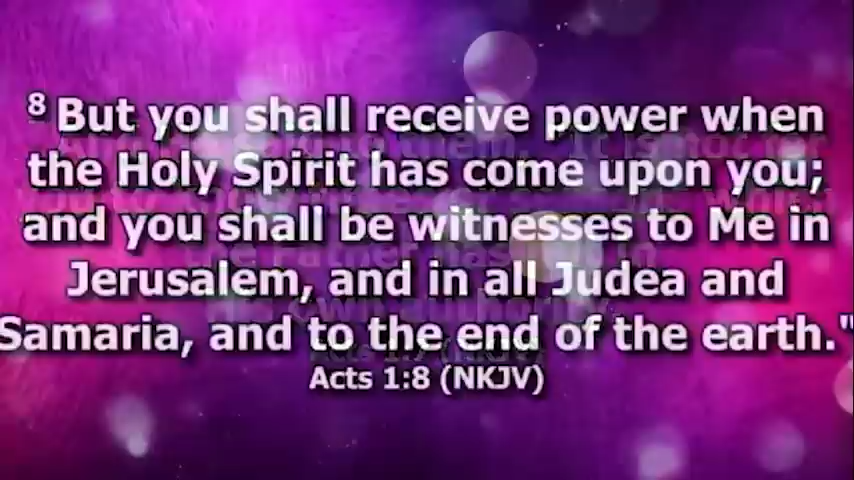 8 But you shall receive power when
the Holy Spirit has come upon you;
and you shall be witnesses to Me in
Jerusalem, and in all Judea and
Samaria, and to the end of the earth."
Acts 1:8 (NKJV)